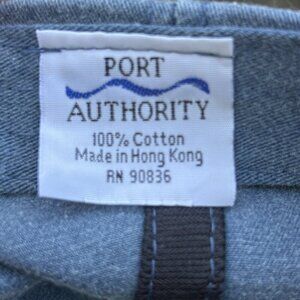 PORT
AUTHORITY
100% Cotton
Made in Hong Kong
RN 90836